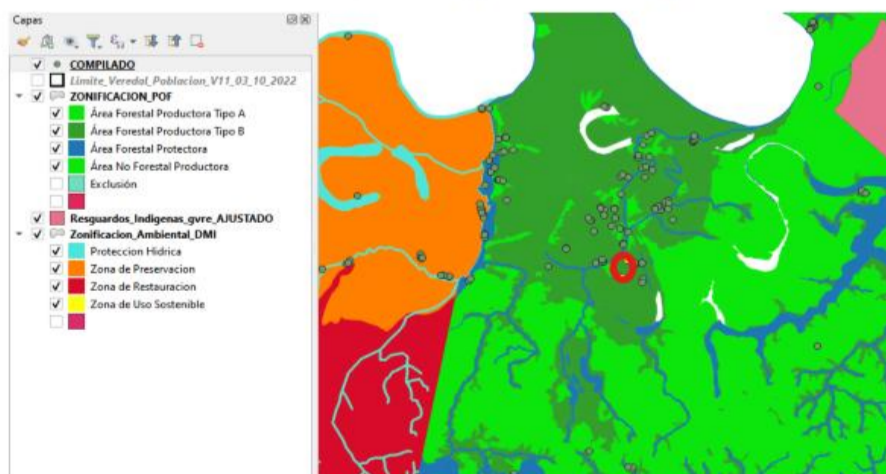 Capas
COMPILADO
Limite_Veredal_Poblacion_V11_03_10_2022
ZONIFICACION_POF
Área Forestal Productora Tipo A
Área Forestal Productora Tipo B
Área Forestal Protectora
Área No Forestal Productora
Exclusión
Resguardos_Indigenas_gvre_AJUSTADO
Zonificacion_Ambiental_DMI
Proteccion Hidrica
Zona de Preservacion
Zona de Restauracion
Zona de Uso Sostenible